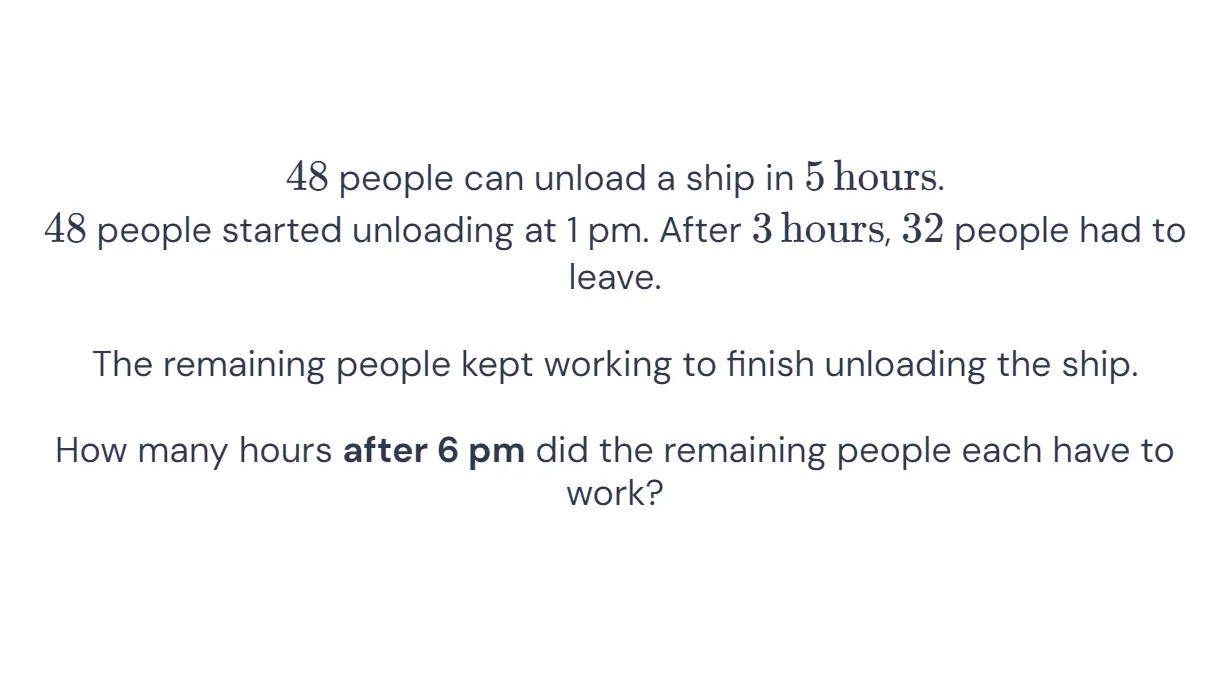 48 people can unload a ship in 5 hours.
48 people started unloading at 1 pm. After 3 hours, 32 people had to
leave.
The remaining people kept working to finish unloading the ship.
How many hours after 6 pm did the remaining people each have to
work?